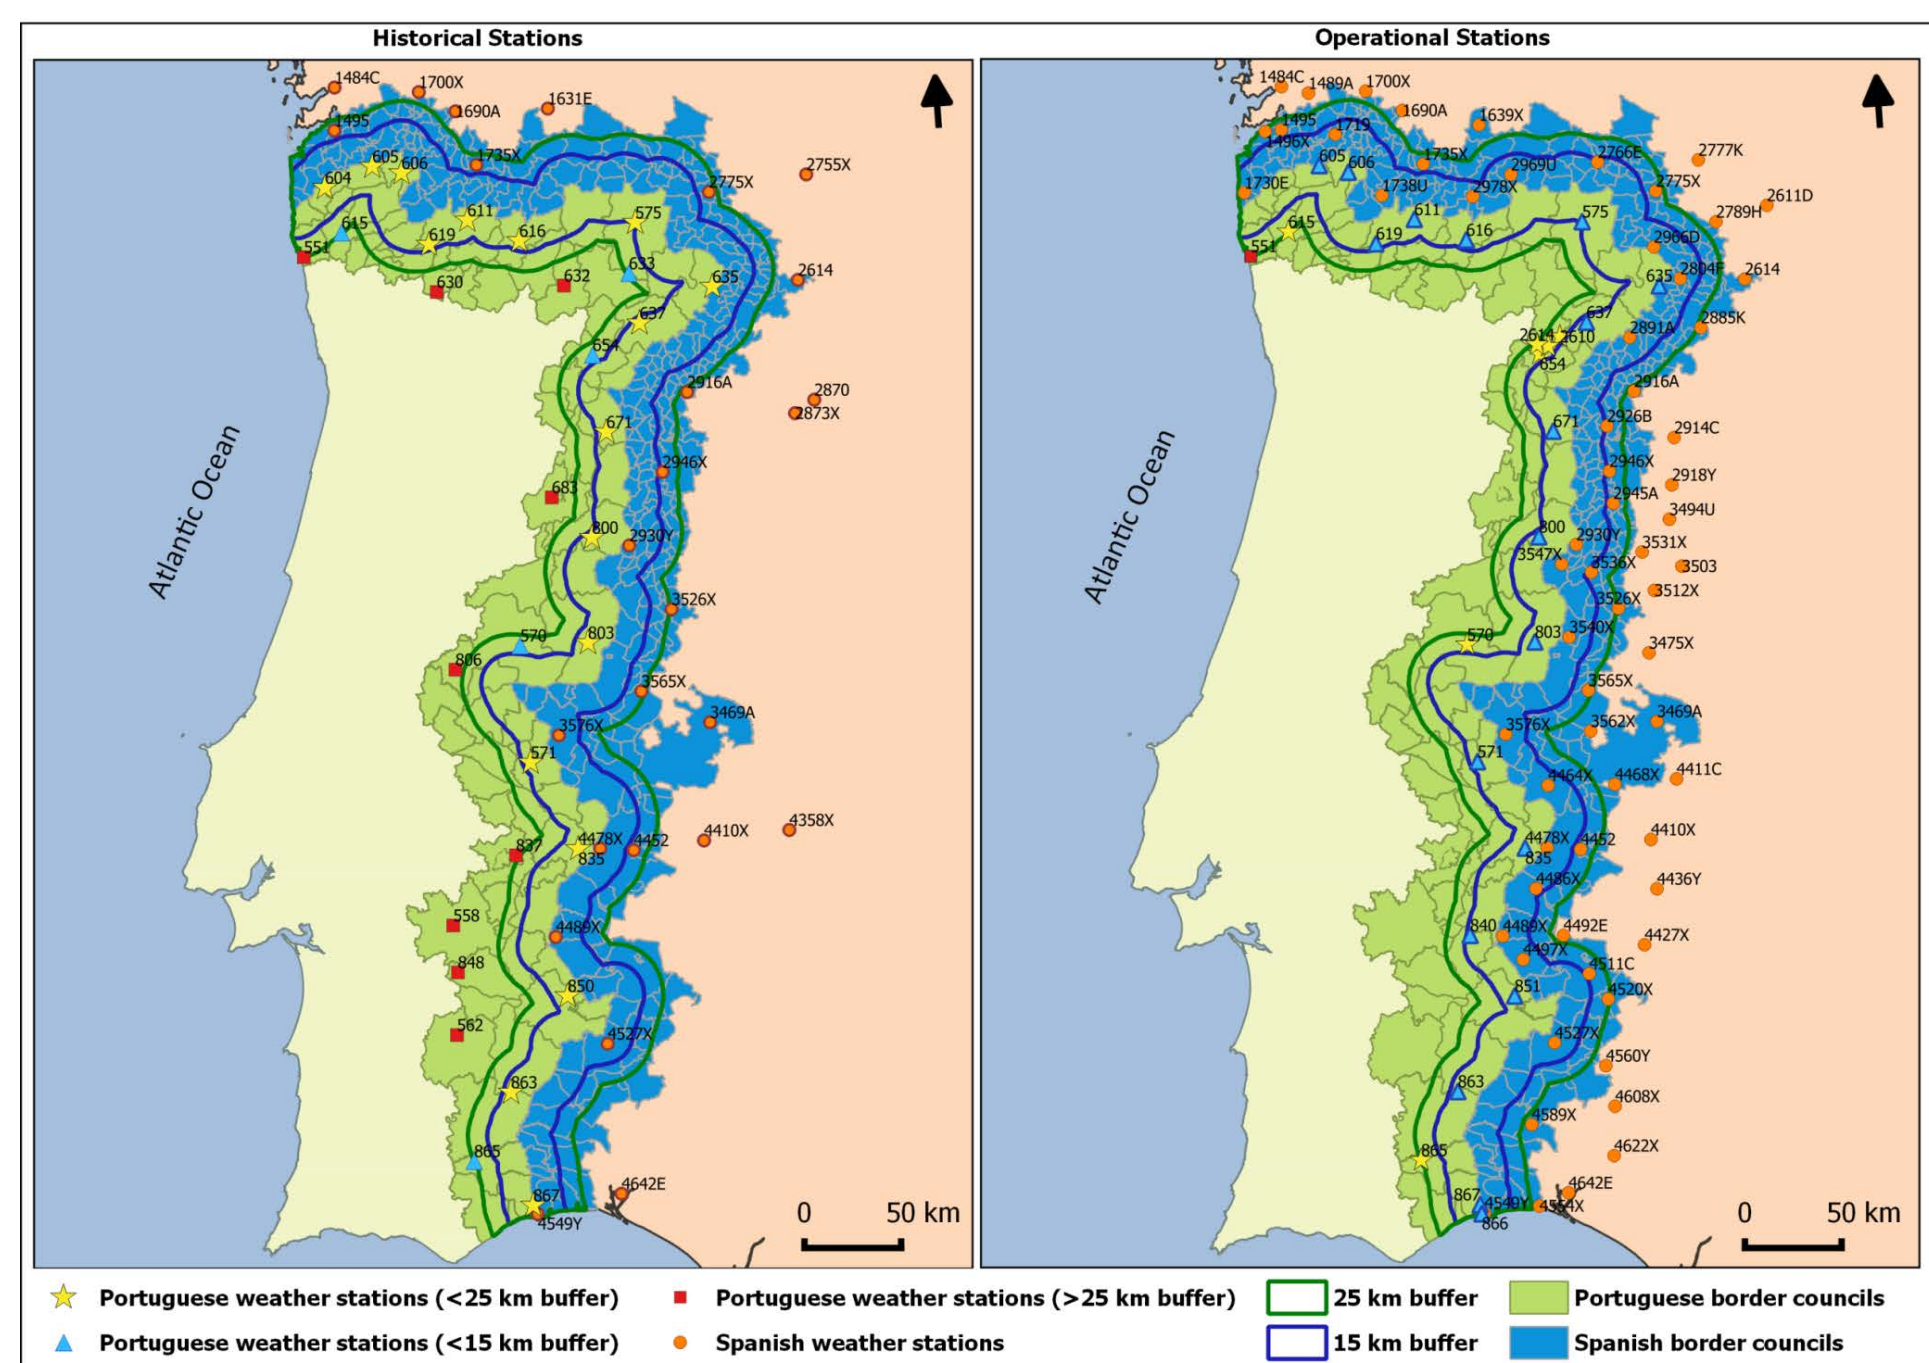 Historical Stations
1484C
1700X
1690A
1631E
1495
605
606
1735X
2755X
604
2775X
615
611
575
551
619
616
630
632
633
635
2614
637
654
2916A
2870
2873X
671
2946X
683
800
2930Y
3526X
570
803
806
3565X
3469A
3576X
571
4358X
4410X
837
4478X
4452
835
558
4489X
848
850
562
4527X
863
865
867
4642E
4549Y
Atlantic Ocean
0 50 km
Operational Stations
1484C
1489A
1700X
1690A
1639X
1495
1719
1496X
605
606
1735X
2969U
2766E
2777K
1730E
1738U
2978X
2775X
2611D
615
611
575
2789H
551
619
616
2966D
635
2804F
2614
637
2885K
2614
2610
2891A
654
2916A
671
2926B
2914C
2946X
2918Y
2945A
3494U
800
2930Y
3531X
3547X
3536X
3503
3512X
3526X
570
803
3540X
3475X
3565X
3576X
3562X
3469A
571
4464X
4468X
4411C
4478X
4452
4410X
835
4486X
4436Y
840
4489X
4492E
4427X
4497X
4511C
851
4520X
4527X
4560Y
863
4608X
4589X
865
4622X
867
4549Y
4642E
4554X
866
Atlantic Ocean
0 50 km
Portuguese weather stations (<25 km buffer)
Portuguese weather stations (>25 km buffer)
25 km buffer
Portuguese border councils
Portuguese weather stations (<15 km buffer)
Spanish weather stations
15 km buffer
Spanish border councils